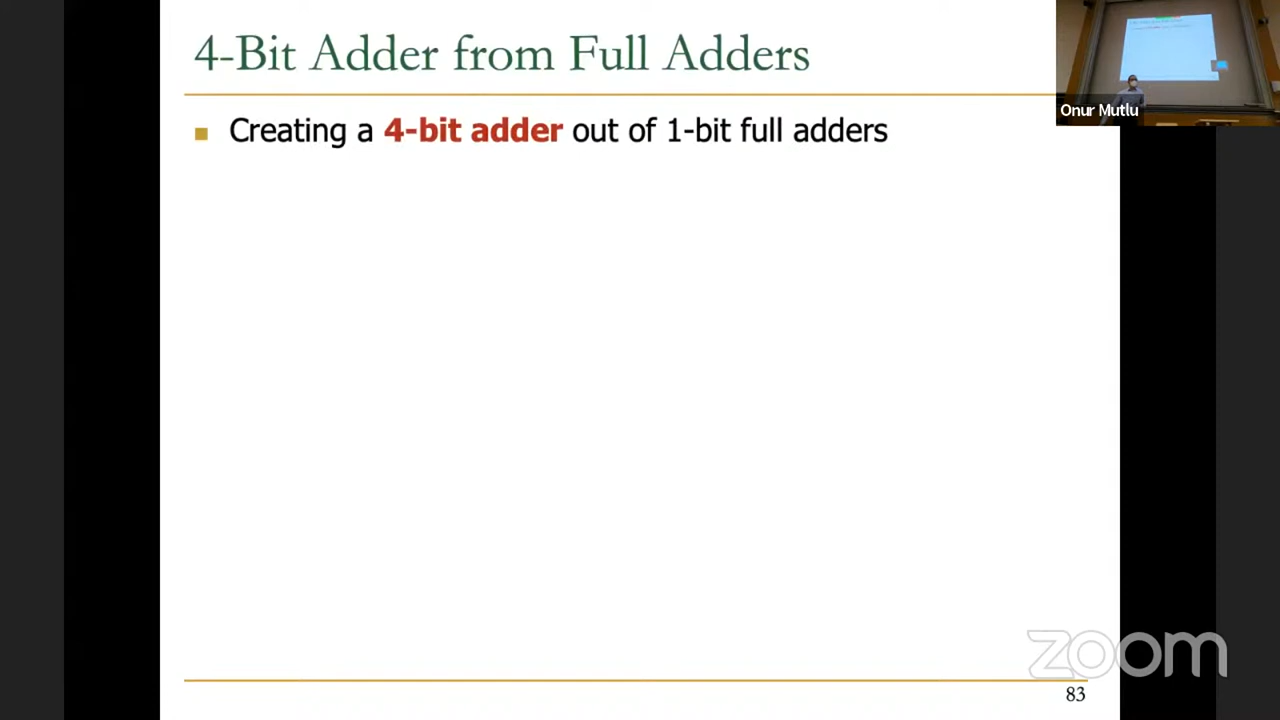 4-Bit Adder from Full Adders
Onur Mutlu
Creating a 4-bit adder out of 1-bit full adders
zoom
83